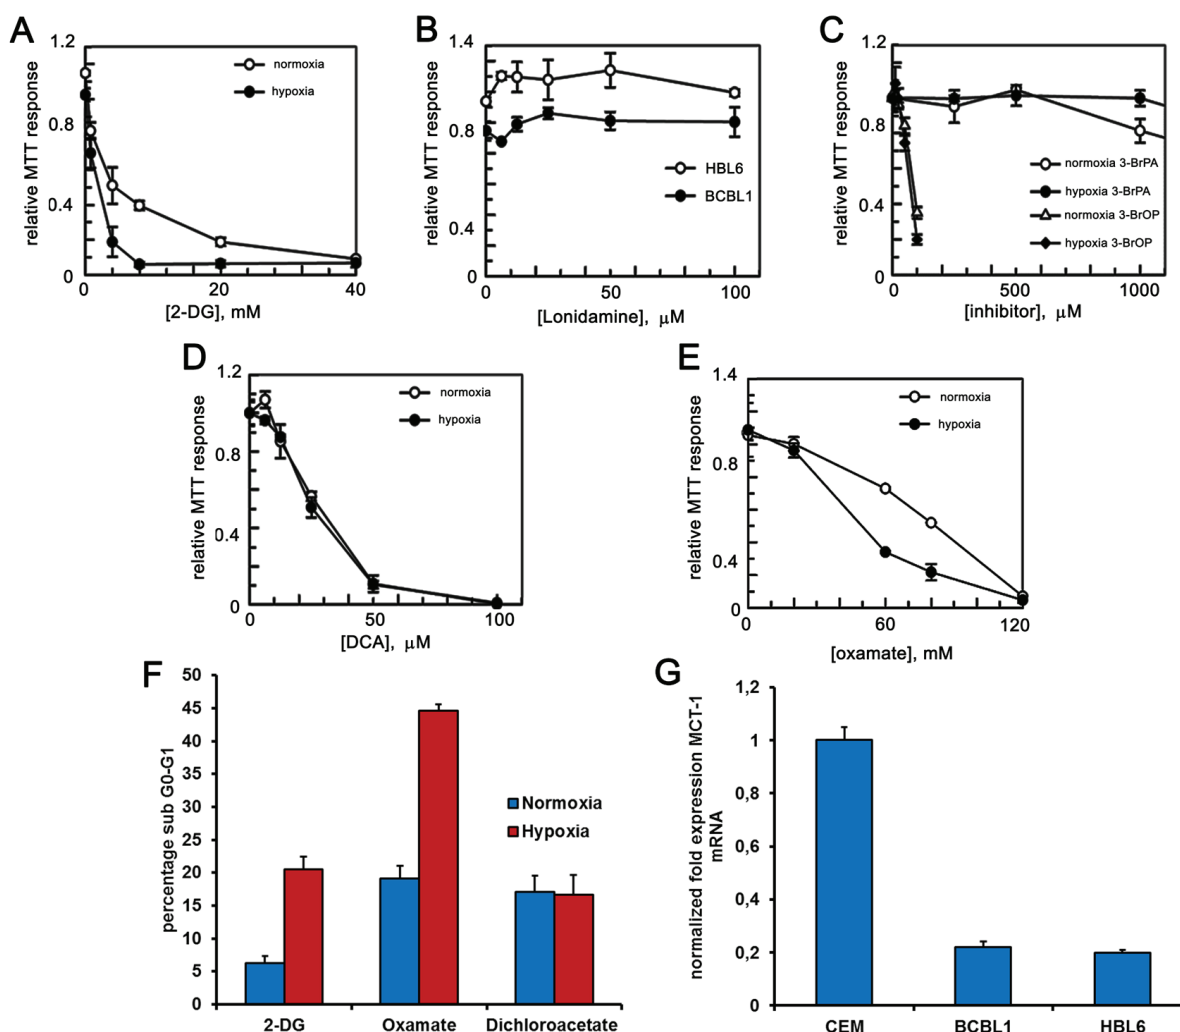 A
relative MTT response
1.2
0.8
0.4
0
normoxia
hypoxia
0 20 40
[2-DG], mM
B
relative MTT response
1.4
0.8
0.4
0
HBL6
BCBL1
0 50 100
[Lonidamine], μM
C
relative MTT response
1.2
0.8
0.4
0
normoxia 3-BrPA
hypoxia 3-BrPA
normoxia 3-BrOP
hypoxia 3-BrOP
0 500 1000
[inhibitor], μM
D
relative MTT response
1.2
0.8
0.4
0
normoxia
hypoxia
0 50 100
[DCA], μM
E
relative MTT response
1.4
0.8
0.4
0
normoxia
hypoxia
0 60 120
[oxamate], mM
F
percentage sub G0-G1
50
45
40
35
30
25
20
15
10
5
0
Normoxia
Hypoxia
2-DG Oxamate Dichloroacetate
G
normalized fold expression MCT-1
mRNA
1,2
1
0,8
0,6
0,4
0,2
0
CEM BCBL1 HBL6